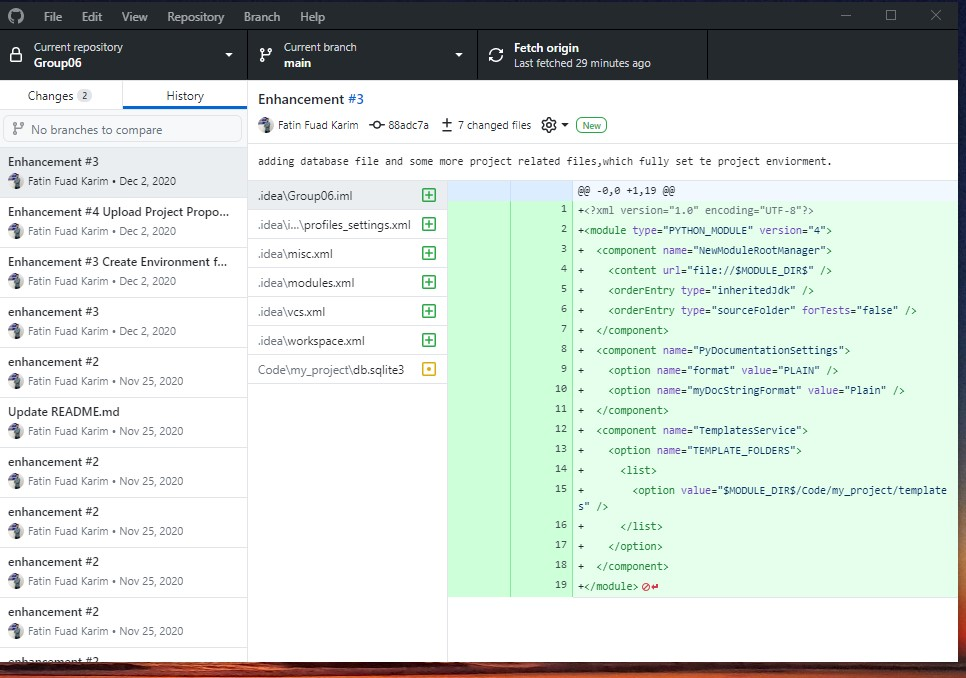 File Edit View Repository Branch Help
Current repository
Group06
Current branch
main
Fetch origin
Last fetched 29 minutes ago
Changes 2
History
No branches to compare
Enhancement #3
Fatin Fuad Karim • Dec 2, 2020
Enhancement #4 Upload Project Propo...
Fatin Fuad Karim • Dec 2, 2020
Enhancement #3 Create Environment f...
Fatin Fuad Karim • Dec 2, 2020
enhancement #3
Fatin Fuad Karim • Dec 2, 2020
enhancement #2
Fatin Fuad Karim • Nov 25, 2020
Update README.md
Fatin Fuad Karim • Nov 25, 2020
enhancement #2
Fatin Fuad Karim • Nov 25, 2020
enhancement #2
Fatin Fuad Karim • Nov 25, 2020
enhancement #2
Fatin Fuad Karim • Nov 25, 2020
enhancement #2
Fatin Fuad Karim • Nov 25, 2020
enhancement #2
Enhancement #3
Fatin Fuad Karim 88adc7a 7 changed files New
adding database file and some more project related files,which fully set te project enviorment.
.idea\Group06.iml
.idea\i...\profiles_settings.xml
.idea\misc.xml
.idea\modules.xml
.idea\vcs.xml
.idea\workspace.xml
Code\my_project\db.sqlite3
@@ -0,0 +1,19 @@
1 +<?xml version="1.0" encoding="UTF-8"?>
2 +<module type="PYTHON_MODULE" version="4">
3 +  <component name="NewModuleRootManager">
4 +    <content url="file://$MODULE_DIR$" />
5 +    <orderEntry type="inheritedJdk" />
6 +    <orderEntry type="sourceFolder" forTests="false" />
7 +  </component>
8 +  <component name="PyDocumentationSettings">
9 +    <option name="format" value="PLAIN" />
10 +    <option name="myDocStringFormat" value="Plain" />
11 +  </component>
12 +  <component name="TemplatesService">
13 +    <option name="TEMPLATE_FOLDERS">
14 +      <list>
15 +        <option value="$MODULE_DIR$/Code/my_project/template
s" />
16 +      </list>
17 +    </option>
18 +  </component>
19 +</module>